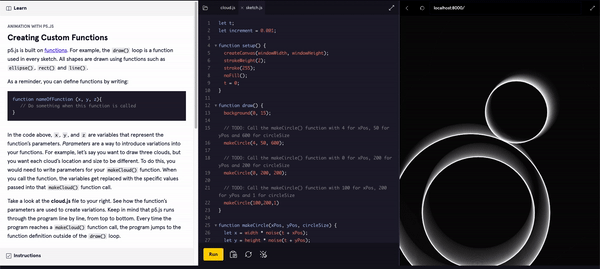 Learn
ANIMATION WITH P5.JS
Creating Custom Functions
p5.js is built on functions. For example, the draw() loop is a function
used in every sketch. All shapes are drawn using functions such as
ellipse(), rect() and line().
As a reminder, you can define functions by writing:
function nameOfFunction (x, y, z){
// Do something when this function is called
}
In the code above, x, y, and z are variables that represent the
function's parameters. Parameters are a way to introduce variations into
your functions. For example, let's say you want to draw three clouds, but
you want each cloud's location and size to be different. To do this, you
would need to write parameters for your makeCloud() function. When
you call the function, the variables get replaced with the specific values
passed into that makeCloud() function call.
Take a look at the cloud.js file to your right. See how the function's
parameters are used to create variations. Keep in mind that p5.js runs
through the program line by line, from top to bottom. Every time the
program reaches a makeCloud() function call, the program jumps to the
function definition outside of the draw() loop.
Instructions
cloud.js sketch.js
1 let t;
2 let increment = 0.001;
3
4 function setup() {
5 createCanvas(windowWidth, windowHeight);
6 strokeWeight(2);
7 stroke(255);
8 noFill();
9 t = 0;
10 }
11
12 function draw() {
13 background(0, 15);
14
15 // TODO: Call the makeCircle() function with 4 for xPos, 50 for
yPos and 600 for circleSize
16 makeCircle(4, 50, 600);
17
18 // TODO: Call the makeCircle() function with 0 for xPos, 200 for
yPos and 200 for circleSize
19 makeCircle(0, 200, 200);
20
21 // TODO: Call the makeCircle() function with 100 for xPos, 200
for yPos and 1 for circleSize
22 makeCircle(100,200,1)
23 }
24
25 function makeCircle(xPos, yPos, circleSize) {
26 let x = width * noise(t + xPos);
27 let y = height * noise(t + yPos);
Run
localhost:8000/